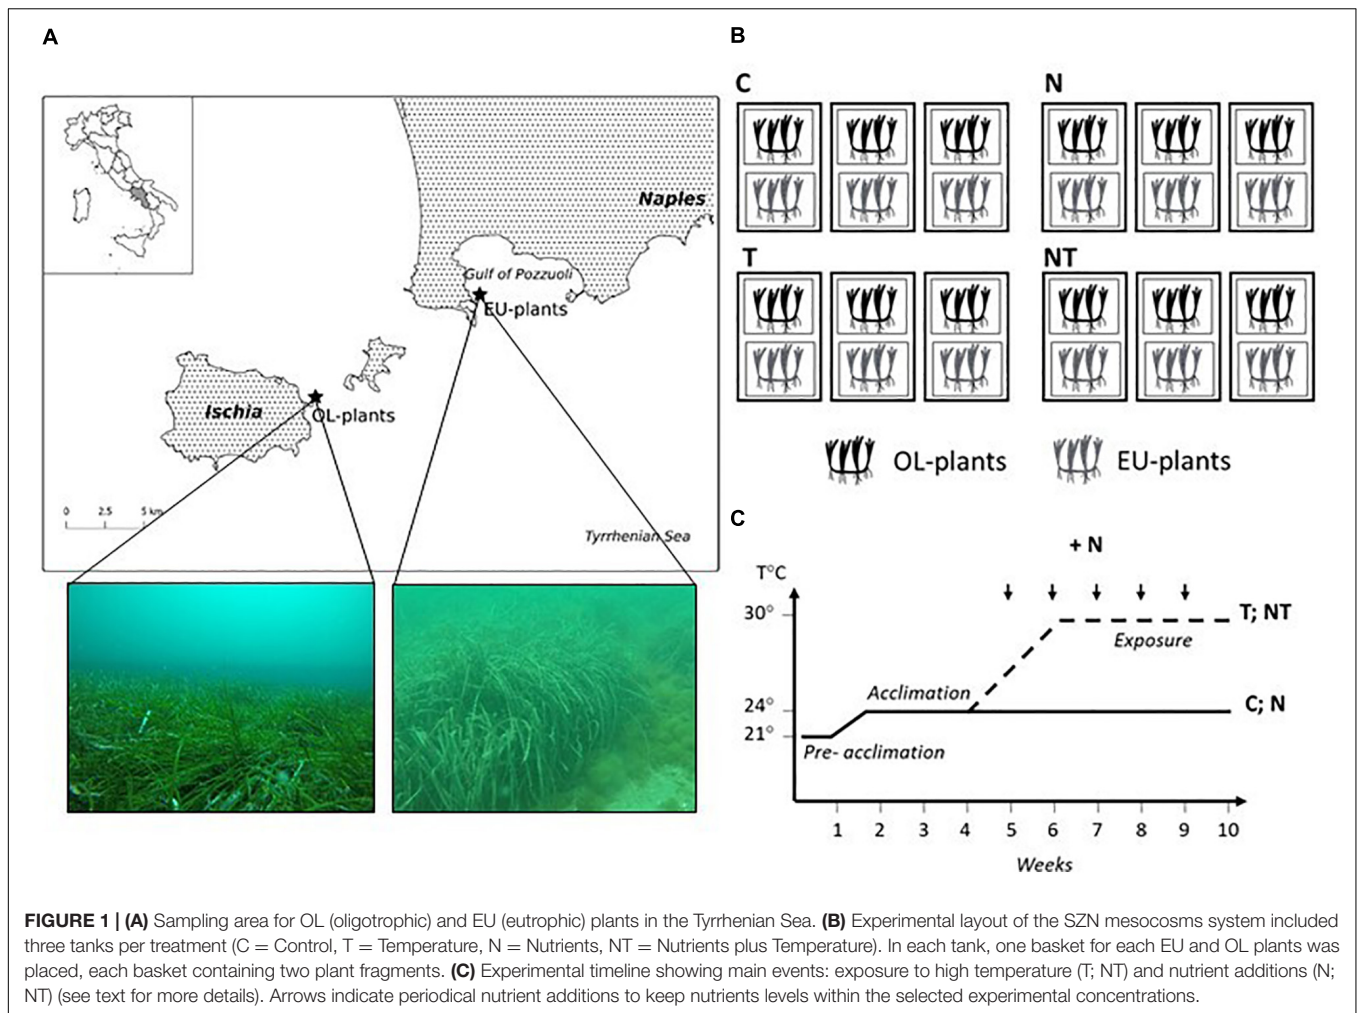 A
Naples
Gulf of Pozzuoli
EU-plants
Ischia
OL-plants
0 2.5 5 km
Tyrrhenian Sea
B
C N
T NT
OL-plants EU-plants
C
+ N
T°C
30° T; NT
Exposure
Acclimation
24° C; N
21°
Pre- acclimation
1 2 3 4 5 6 7 8 9 10
Weeks
FIGURE 1 | (A) Sampling area for OL (oligotrophic) and EU (eutrophic) plants in the Tyrrhenian Sea. (B) Experimental layout of the SZN mesocosms system included
three tanks per treatment (C = Control, T = Temperature, N = Nutrients, NT = Nutrients plus Temperature). In each tank, one basket for each EU and OL plants was
placed, each basket containing two plant fragments. (C) Experimental timeline showing main events: exposure to high temperature (T; NT) and nutrient additions (N;
NT) (see text for more details). Arrows indicate periodical nutrient additions to keep nutrients levels within the selected experimental concentrations.